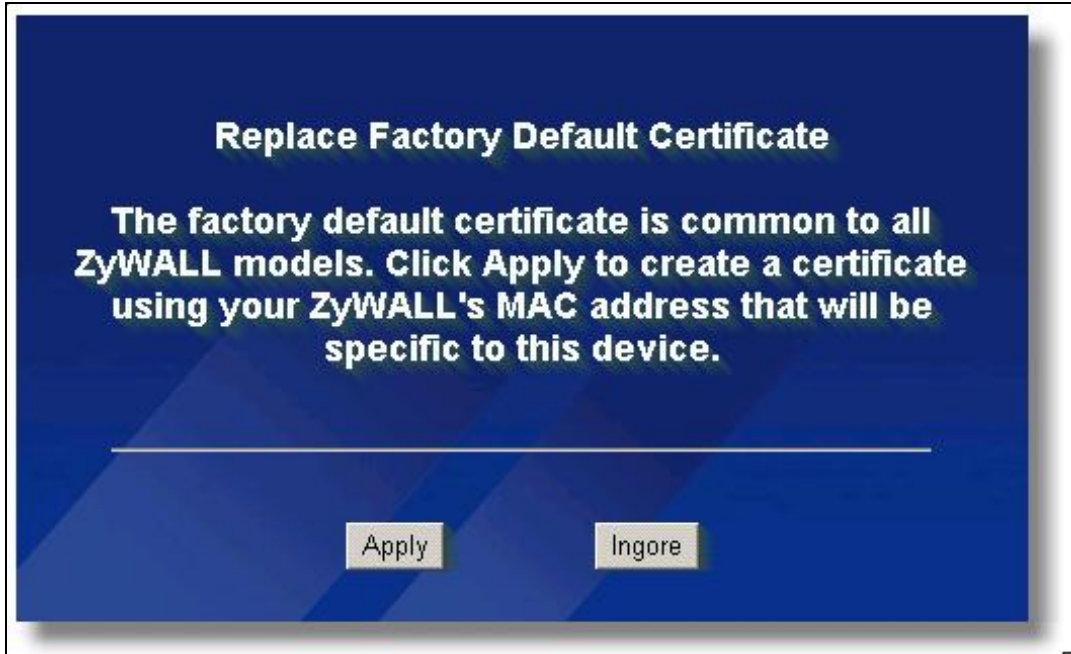 Replace Factory Default Certificate
The factory default certificate is common to all
ZyWALL models. Click Apply to create a certificate
using your ZyWALL's MAC address that will be
specific to this device.
Apply
Ingore